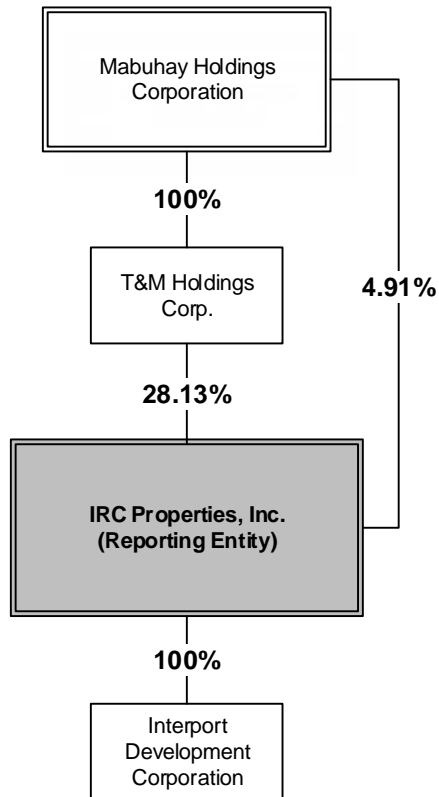 Mabuhay Holdings
Corporation
100%
T&M Holdings
Corp.
4.91%
28.13%
IRC Properties, Inc.
(Reporting Entity)
100%
Interport
Development
Corporation